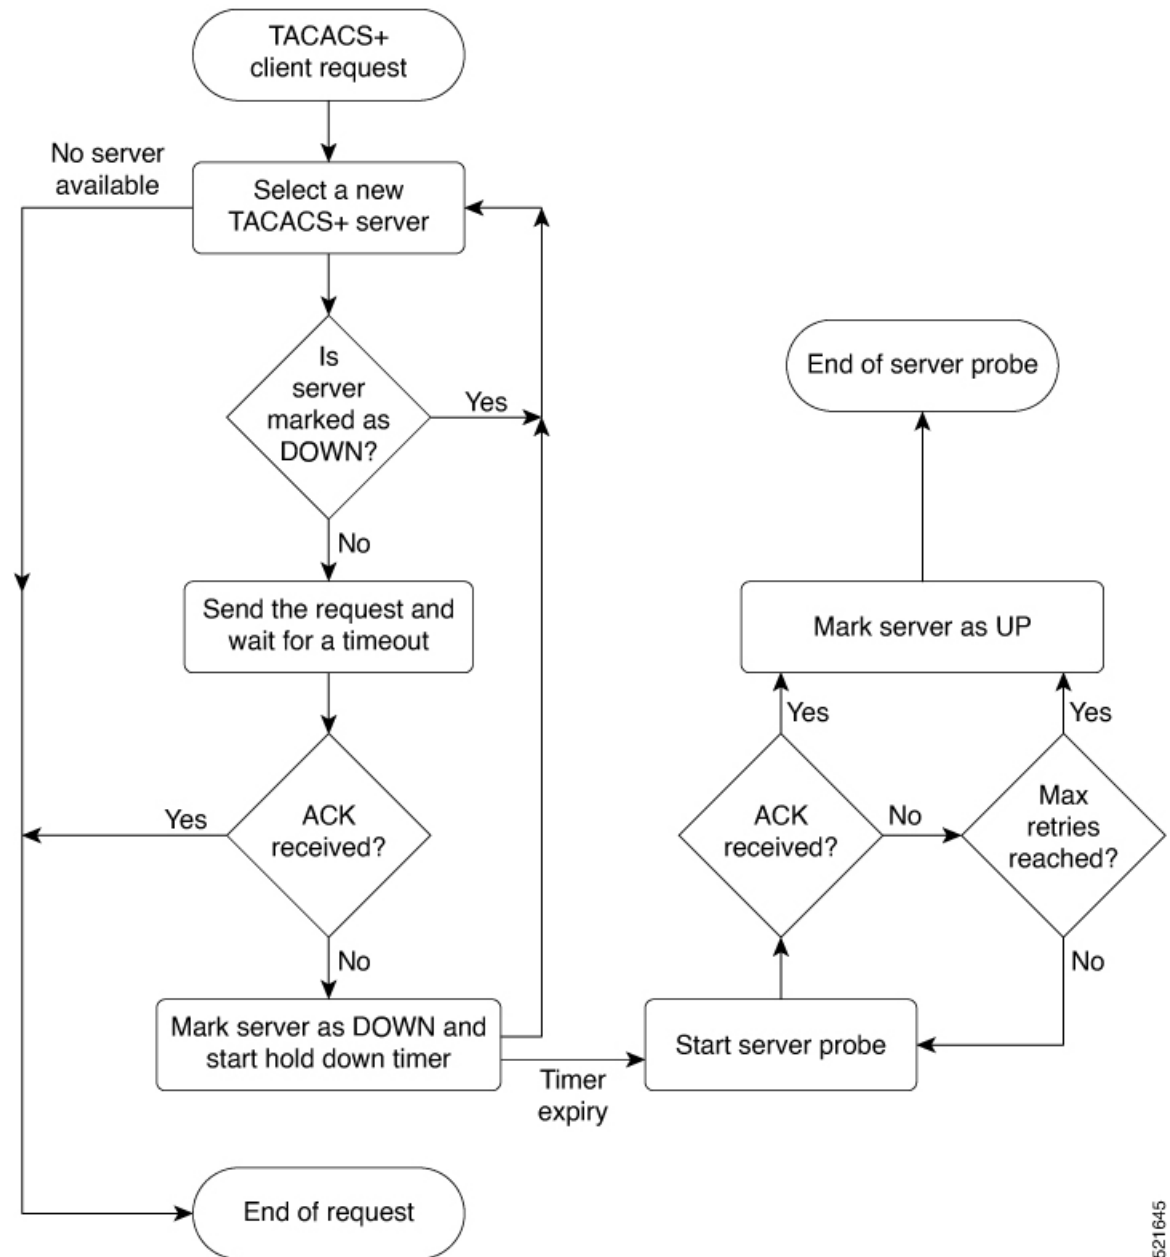 TACACS+
client request
No server
available
Select a new
TACACS+ server
Is
server
marked as
DOWN?
Yes
No
Send the request and
wait for a timeout
ACK
received?
Yes
No
Mark server as DOWN and
start hold down timer
Timer
expiry
End of request
End of server probe
Mark server as UP
Yes
Yes
ACK
received?
No
Max
retries
reached?
No
Start server probe
521645